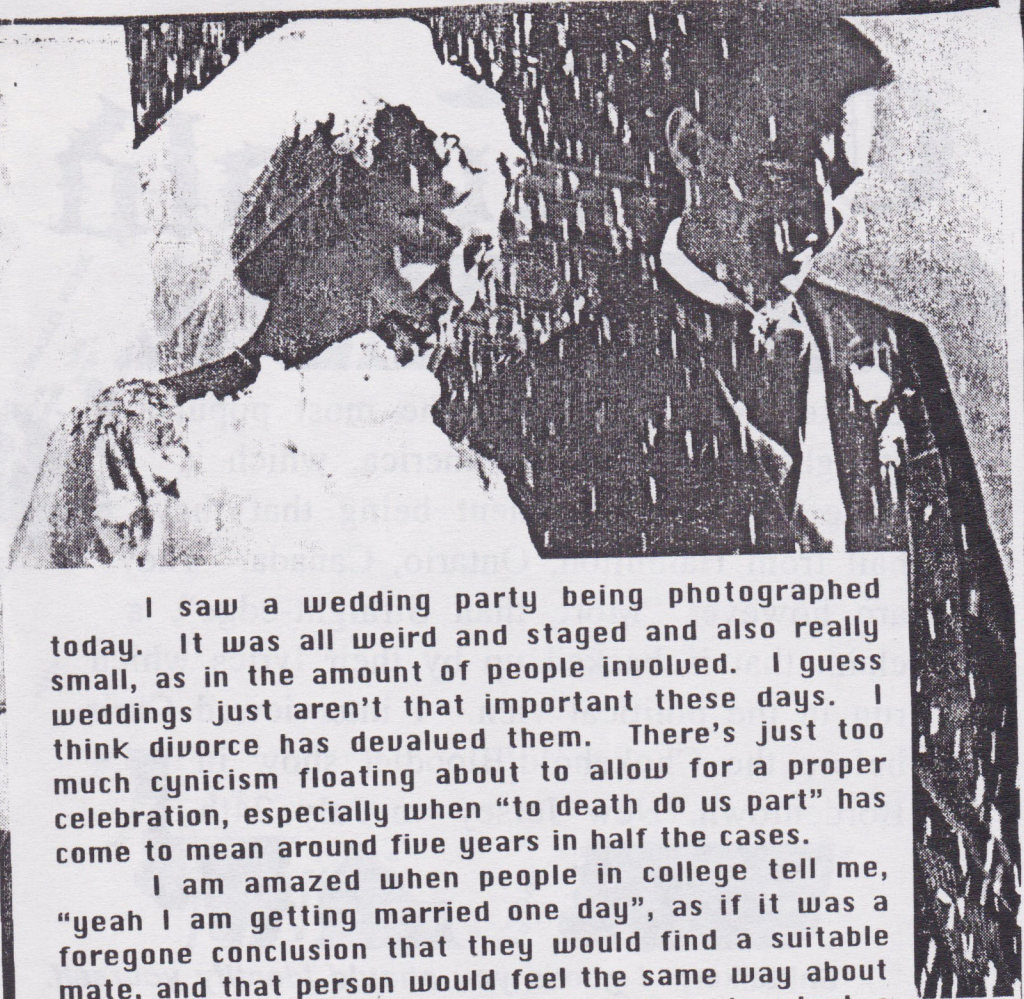 I saw a wedding party being photographed
today. It was all weird and staged and also really
small, as in the amount of people involved. I guess
weddings just aren't that important these days. I
think divorce has devalued them. There's just too
much cynicism floating about to allow for a proper
celebration, especially when “to death do us part” has
come to mean around five years in half the cases.
I am amazed when people in college tell me,
“yeah I am getting married one day”, as if it was a
foregone conclusion that they would find a suitable
mate, and that person would feel the same way about